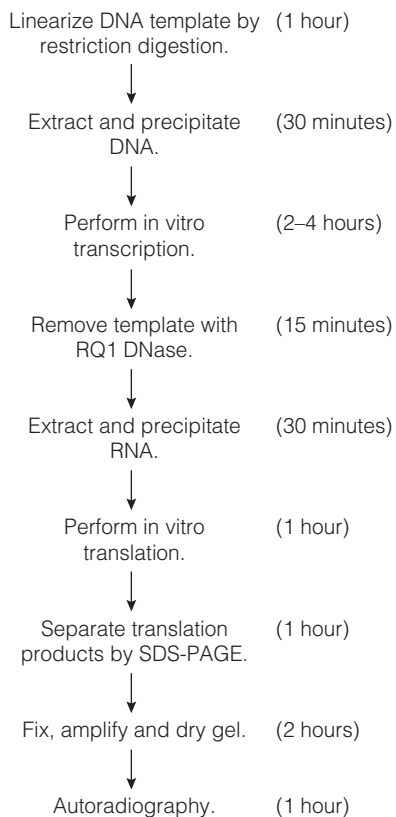 Linearize DNA template by (1 hour)
restriction digestion.
Extract and precipitate (30 minutes)
DNA.
Perform in vitro (2–4 hours)
transcription.
Remove template with (15 minutes)
RQ1 DNase.
Extract and precipitate (30 minutes)
RNA.
Perform in vitro (1 hour)
translation.
Separate translation (1 hour)
products by SDS-PAGE.
Fix, amplify and dry gel. (2 hours)
Autoradiography. (1 hour)